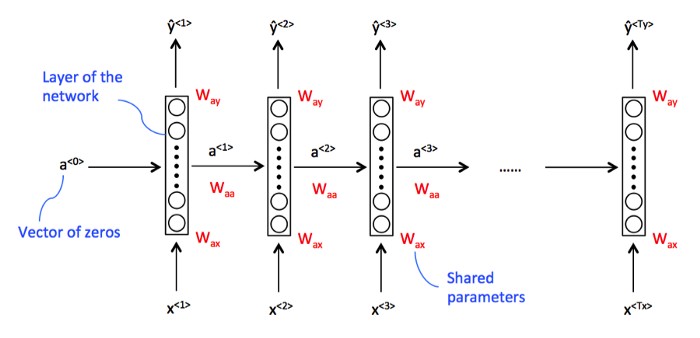 ŷ<1> ŷ<2> ŷ<3> ŷ<Ty>
Layer of the
network
Way Way Way Way
a<0> a<1> a<2> a<3> ......
Waa Waa Waa
Vector of zeros
Wax Wax Wax Wax
Shared
parameters
x<1> x<2> x<3> x<Tx>